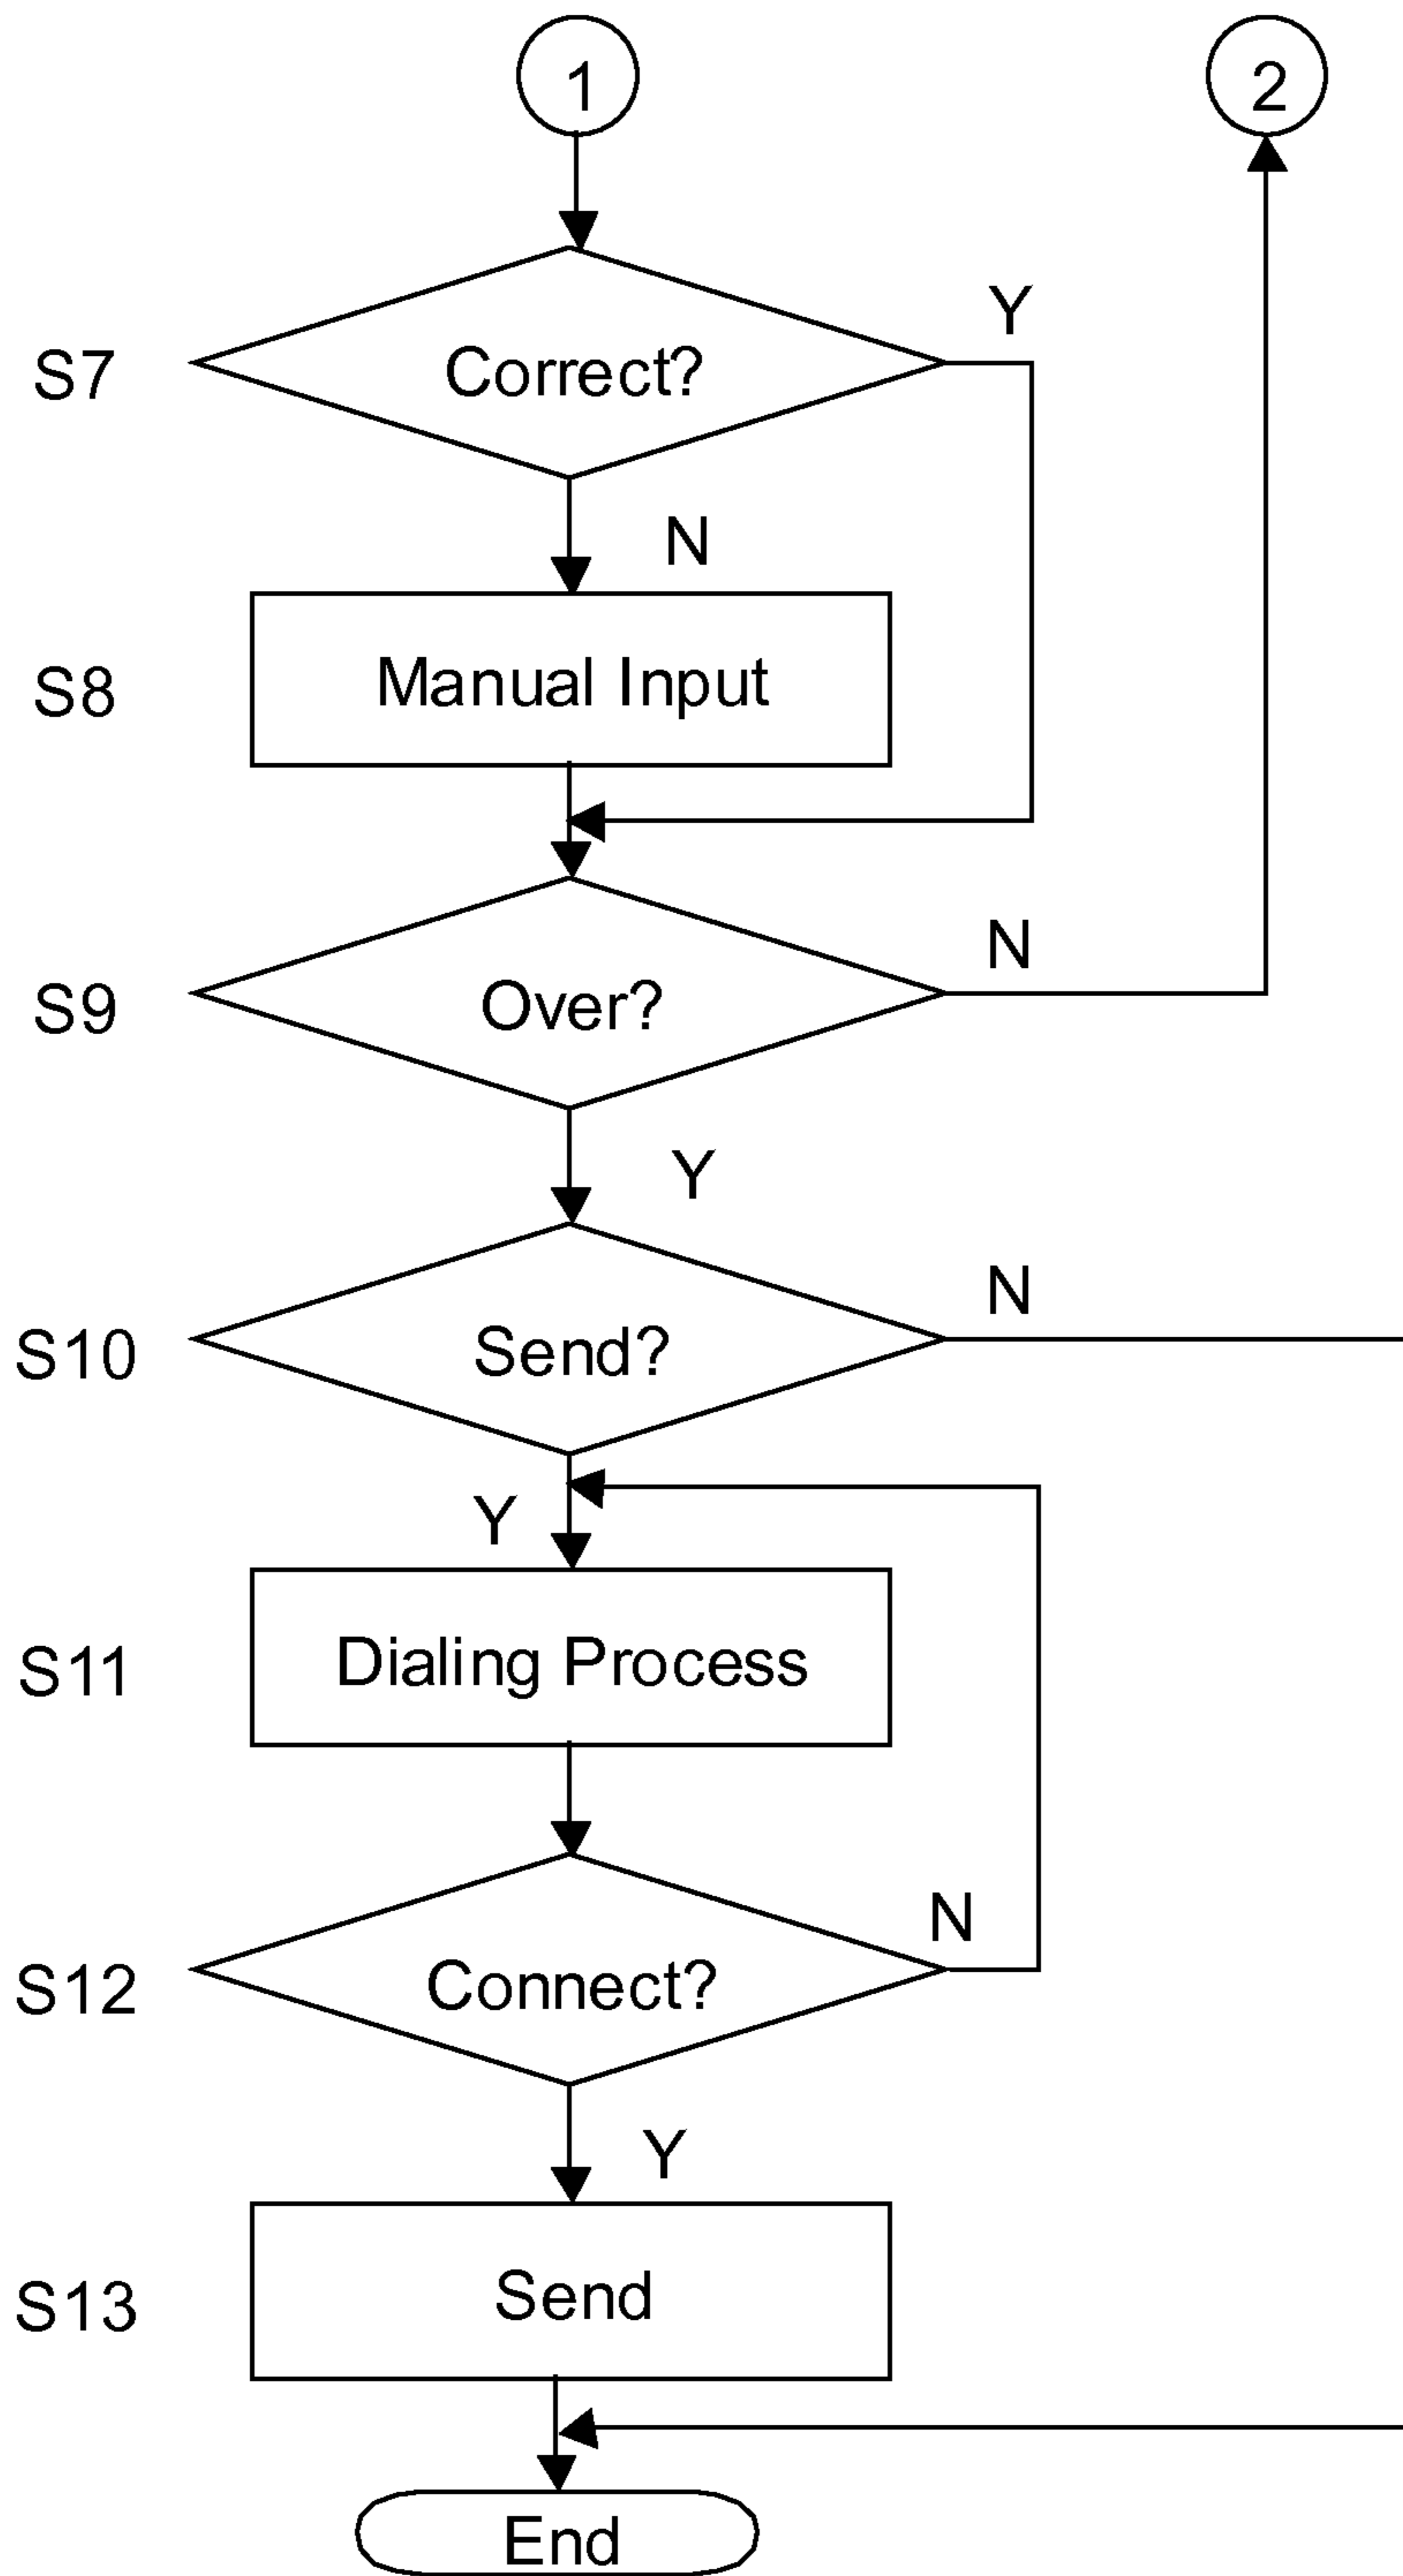 1
2
Y
S7
Correct?
N
S8
Manual Input
N
S9
Over?
Y
N
S10
Send?
Y
S11
Dialing Process
N
S12
Connect?
Y
S13
Send
End